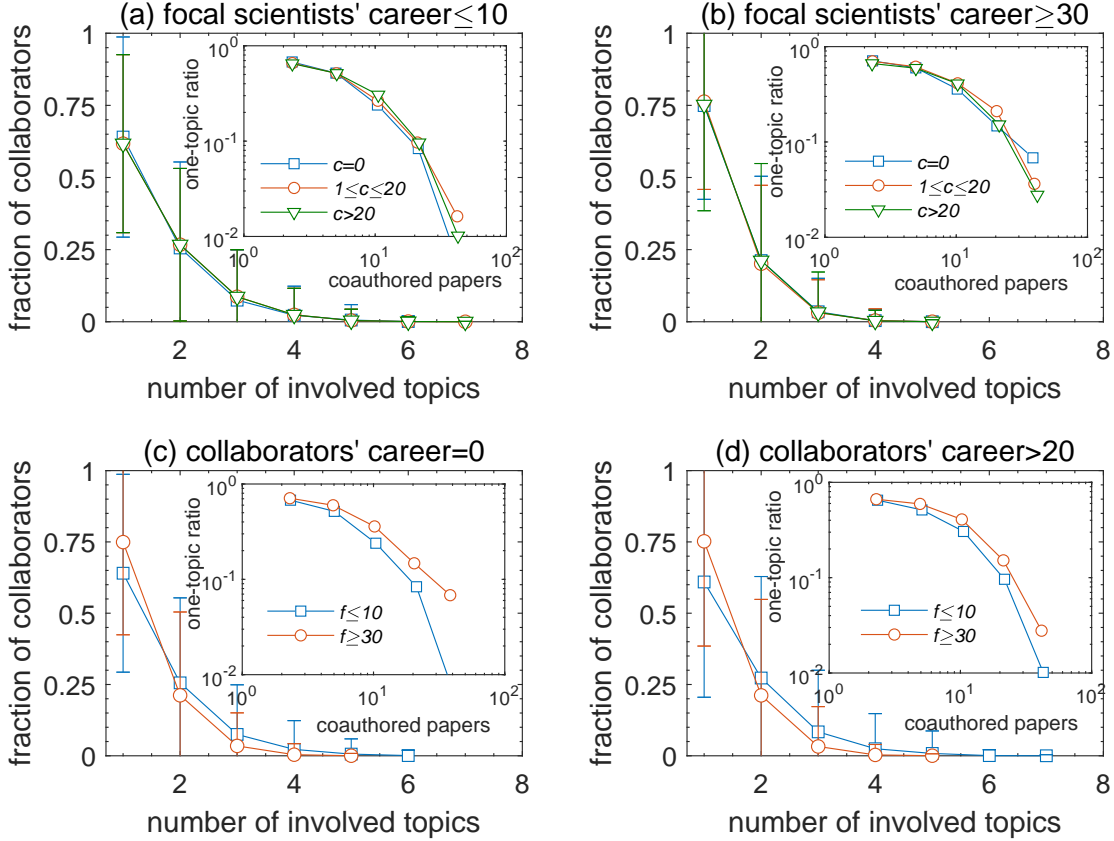 (a) focal scientists' career≤10
1
0.75
0.5
0.25
0
fraction of collaborators
2 4 6 8
number of involved topics
one-topic ratio
10^0
10^-1
10^-2
10^0 10^1 10^2
coauthored papers
c=0
1≤c≤20
c>20
(b) focal scientists' career≥30
1
0.75
0.5
0.25
0
fraction of collaborators
2 4 6 8
number of involved topics
one-topic ratio
10^0
10^-1
10^-2
10^0 10^1 10^2
coauthored papers
c=0
1≤c≤20
c>20
(c) collaborators' career=0
1
0.75
0.5
0.25
0
fraction of collaborators
2 4 6 8
number of involved topics
one-topic ratio
10^0
10^-1
10^-2
10^0 10^1 10^2
coauthored papers
f≤10
f≥30
(d) collaborators' career>20
1
0.75
0.5
0.25
0
fraction of collaborators
2 4 6 8
number of involved topics
one-topic ratio
10^0
10^-1
10^-2
10^0 10^1 10^2
coauthored papers
f≤10
f≥30